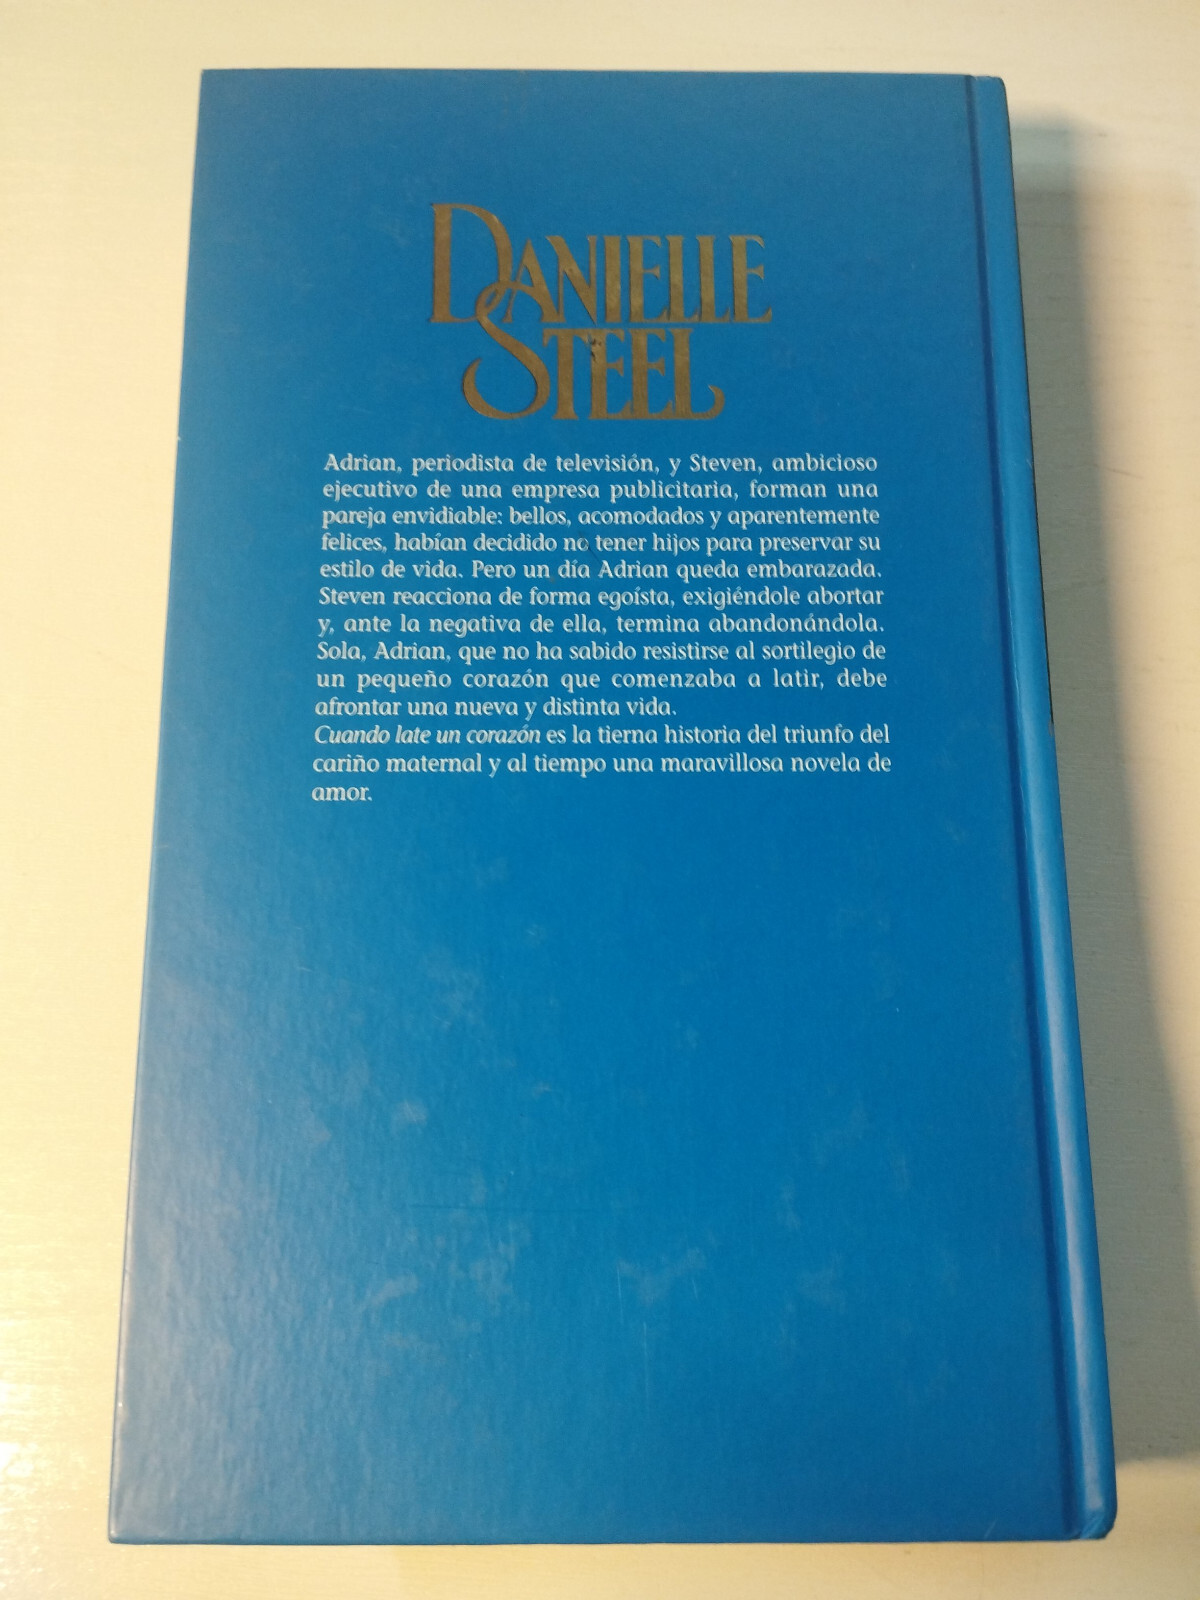 DANIELLE
STEEL
Adrian, periodista de televisión, y Steven, ambicioso
ejecutivo de una empresa publicitaria, forman una
pareja envidiable: bellos, acomodados y aparentemente
felices, habían decidido no tener hijos para preservar su
estilo de vida. Pero un día Adrian queda embarazada.
Steven reacciona de forma egoísta, exigiéndole abortar
y, ante la negativa de ella, termina abandonándola.
Sola, Adrian, que no ha sabido resistirse al sortilegio de
un pequeño corazón que comenzaba a latir, debe
afrontar una nueva y distinta vida.
Cuando late un corazón es la tierna historia del triunfo del
cariño maternal y al tiempo una maravillosa novela de
amor.